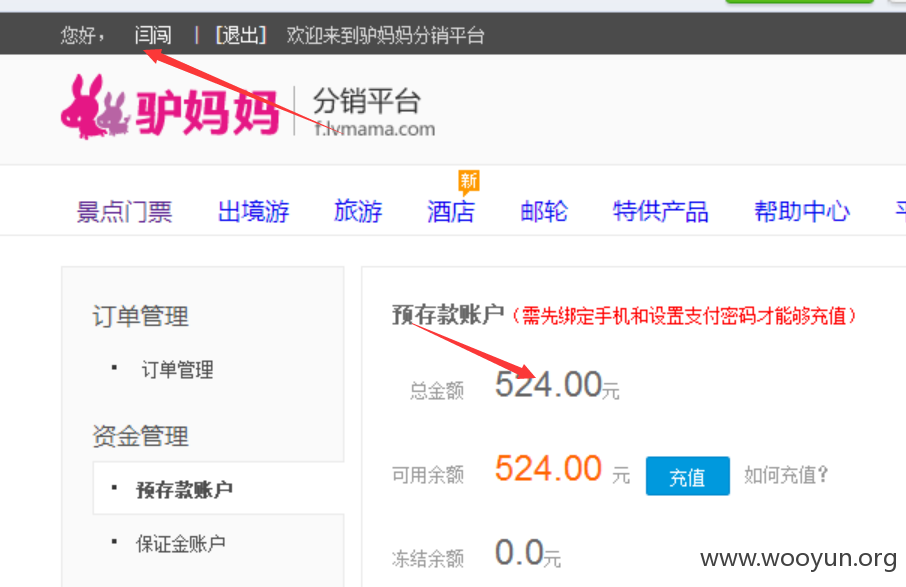 您好， 闫闯 | [退出] 欢迎来到驴妈妈分销平台
驴妈妈 分销平台
f.lvmama.com
新
景点门票 出境游 旅游 酒店 邮轮 特供产品 帮助中心
订单管理
· 订单管理
资金管理
· 预存款账户
· 保证金账户
预存款账户（需先绑定手机和设置支付密码才能够充值）
总金额 524.00元
可用余额 524.00 元 充值 如何充值?
冻结余额 0.0元
www.wooyun.org